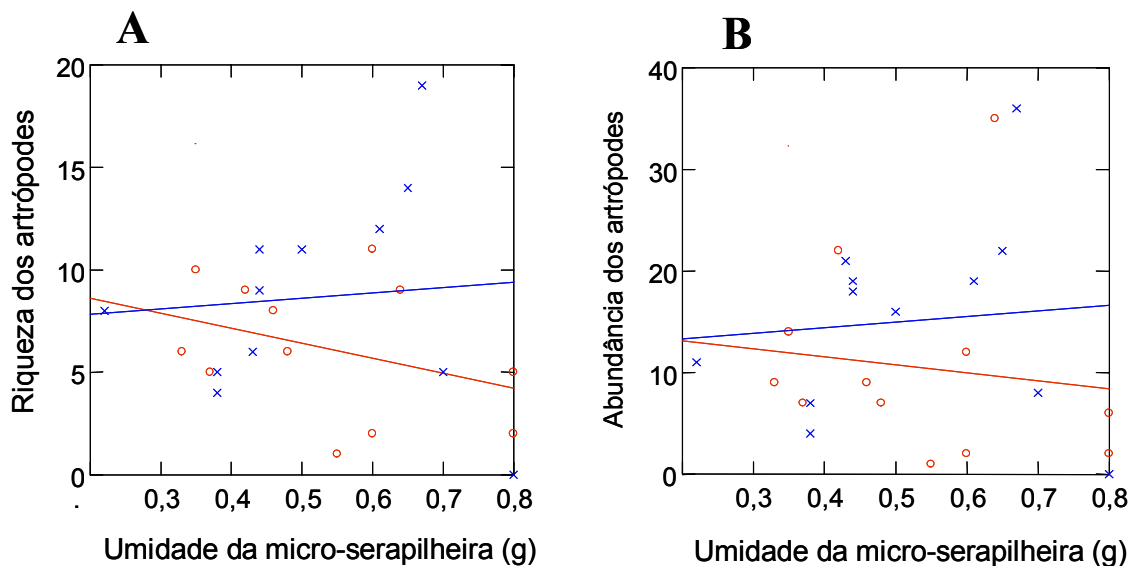 A
B
Riqueza dos artrópodes
20
15
10
5
0
0,3 0,4 0,5 0,6 0,7 0,8
Umidade da micro-serapilheira (g)
Abundância dos artrópodes
40
30
20
10
0
0,3 0,4 0,5 0,6 0,7 0,8
Umidade da micro-serapilheira (g)